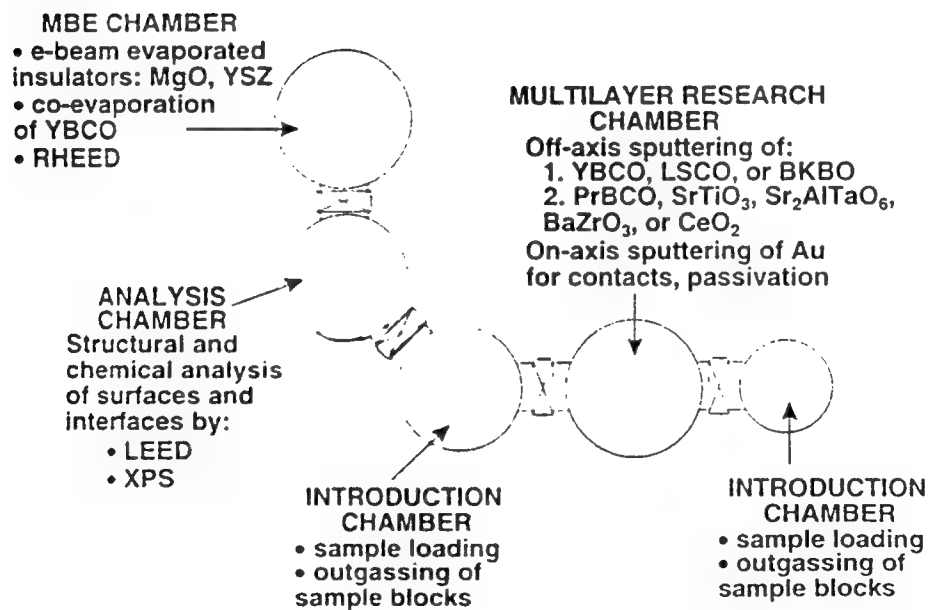 MBE CHAMBER
• e-beam evaporated
insulators: MgO, YSZ
• co-evaporation
of YBCO
• RHEED
MULTILAYER RESEARCH
CHAMBER
Off-axis sputtering of:
1. YBCO, LSCO, or BKBO
2. PrBCO, SrTiO₃, Sr₂AlTaO₆,
BaZrO₃, or CeO₂
On-axis sputtering of Au
for contacts, passivation
ANALYSIS
CHAMBER
Structural and
chemical analysis
of surfaces and
interfaces by:
• LEED
• XPS
INTRODUCTION
CHAMBER
• sample loading
• outgassing of
sample blocks
INTRODUCTION
CHAMBER
• sample loading
• outgassing of
sample blocks